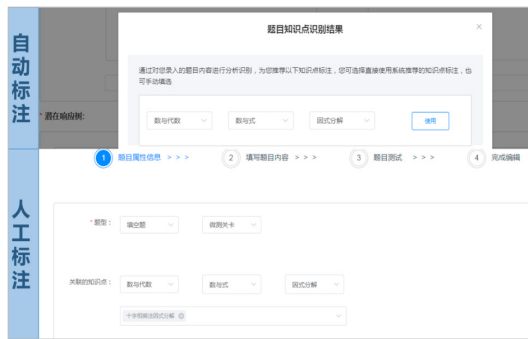 自动标注
题目知识点识别结果
×
通过对您录入的题目内容进行分析识别，为您推荐以下知识点标注，您可选择直接使用系统推荐的知识点标注，也
可手动填选
数与代数 数与式 因式分解 使用
* 潜在响应树:
1 题目属性信息 > > > 2 填写题目内容 > > > 3 题目测试 > > > 4 完成编辑
人工标注
* 题型： 填空题 微测关卡
关联的知识点： 数与代数 数与式 因式分解
十字相乘法因式分解